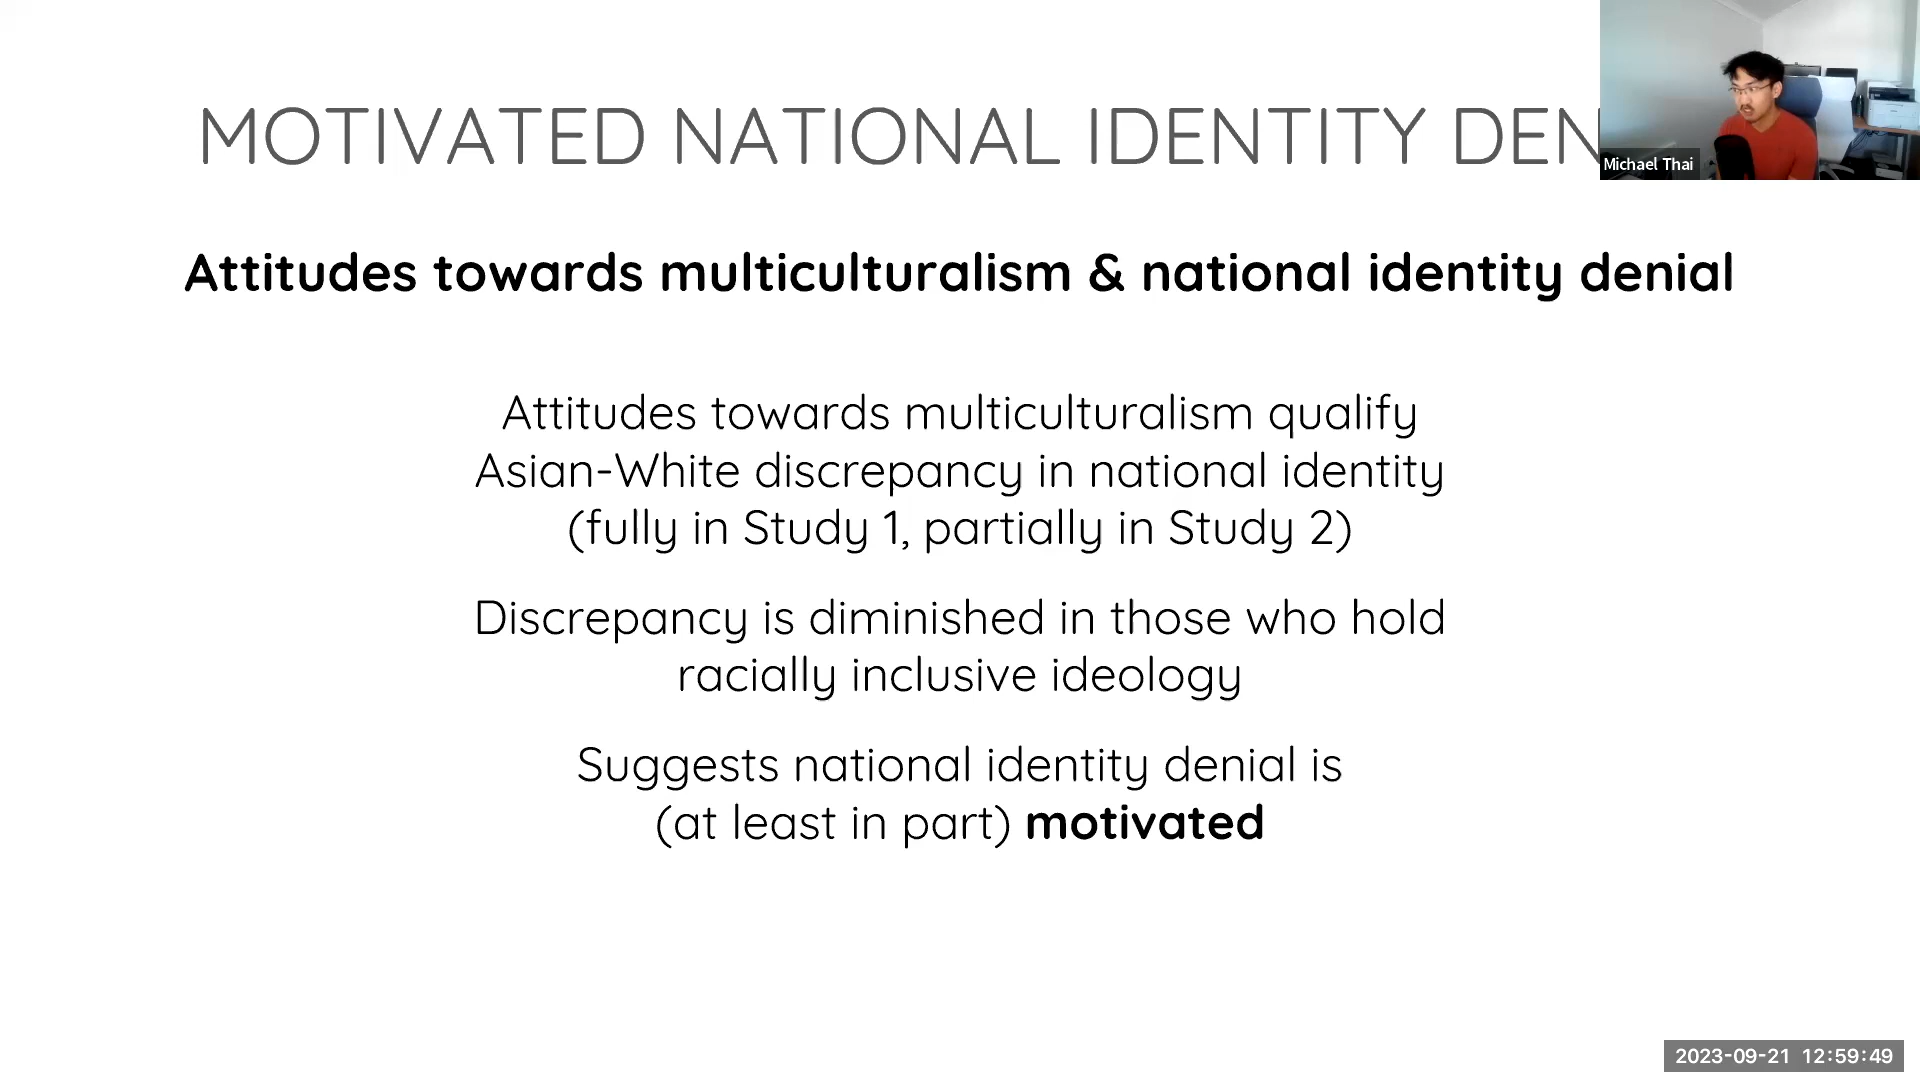 MOTIVATED NATIONAL IDENTITY DEN
Michael Thai
Attitudes towards multiculturalism & national identity denial
Attitudes towards multiculturalism qualify
Asian-White discrepancy in national identity
(fully in Study 1, partially in Study 2)
Discrepancy is diminished in those who hold
racially inclusive ideology
Suggests national identity denial is
(at least in part) motivated
2023-09-21 12:59:49